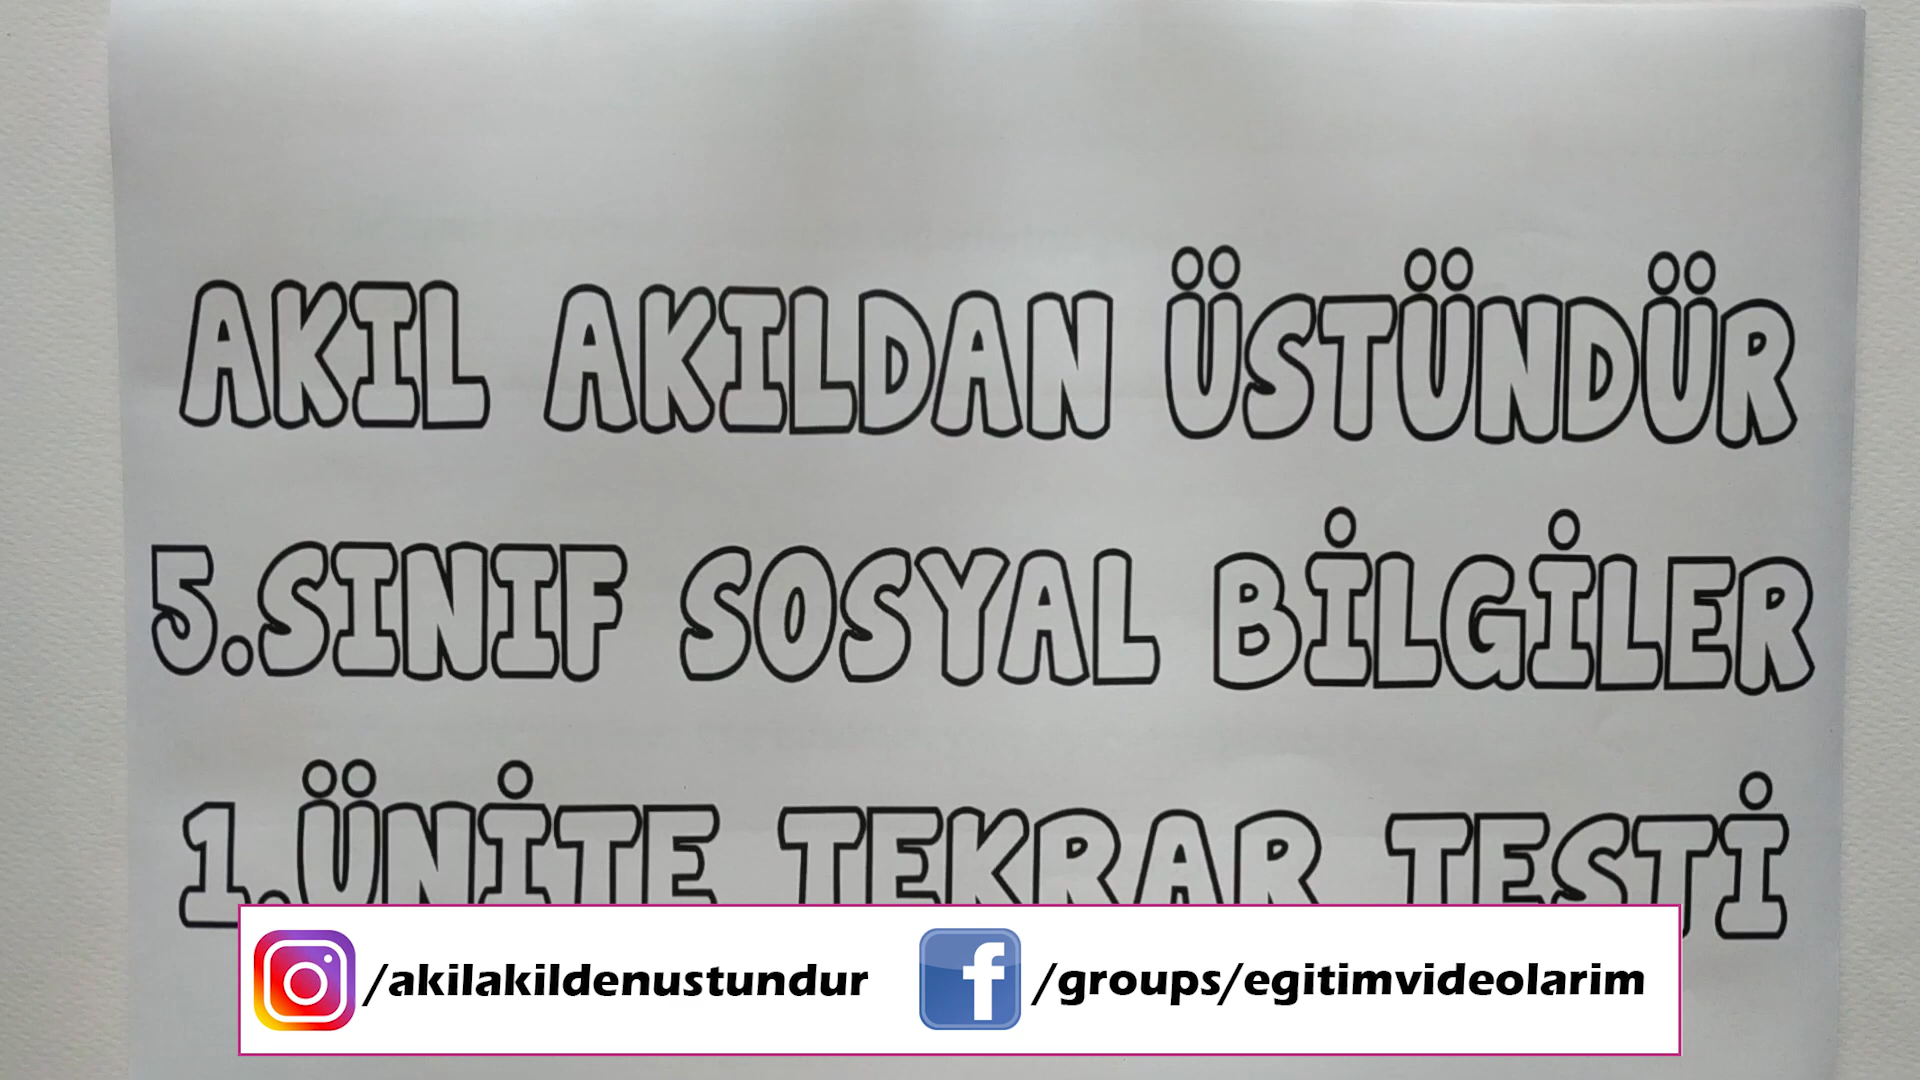 AKIL AKILDAN ÜSTÜNDÜR
5.SINIF SOSYAL BİLGİLER
1.ÜNİTE TEKRAR TESTİ
/akilakildenustundur /groups/egitimvideolarim